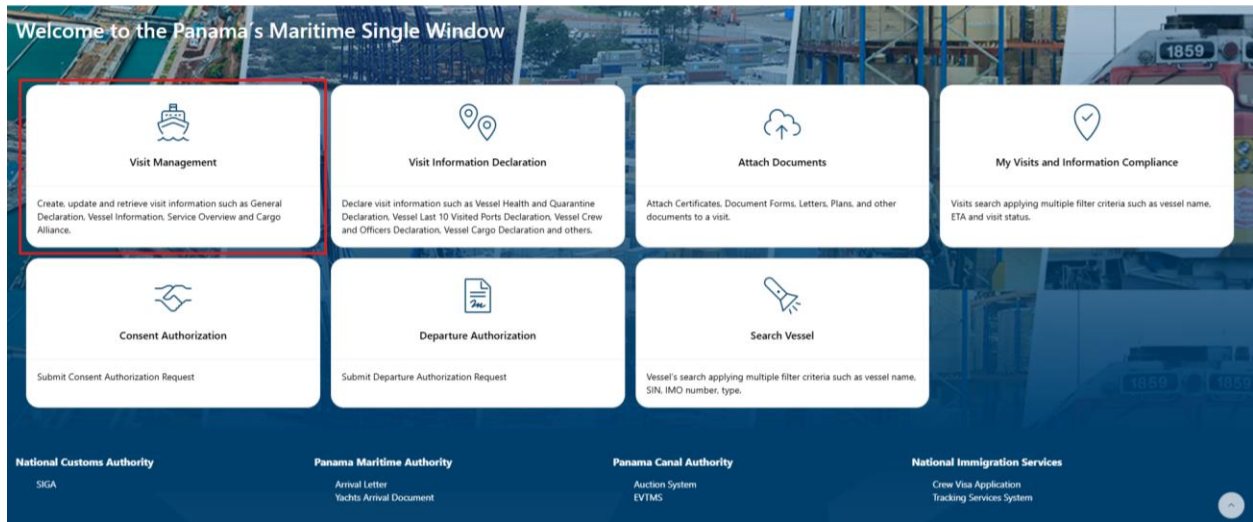 Welcome to the Panama´s Maritime Single Window
1859
Visit Management
Create, update and retrieve visit information such as General
Declaration, Vessel Information, Service Overview and Cargo
Alliance.
Visit Information Declaration
Declare visit information such as Vessel Health and Quarantine
Declaration, Vessel Last 10 Visited Ports Declaration, Vessel Crew
and Officers Declaration, Vessel Cargo Declaration and others.
Attach Documents
Attach Certificates, Document Forms, Letters, Plans, and other
documents to a visit.
My Visits and Information Compliance
Visits search applying multiple filter criteria such as vessel name,
ETA and visit status.
Consent Authorization
Submit Consent Authorization Request
Departure Authorization
Submit Departure Authorization Request
Search Vessel
Vessel's search applying multiple filter criteria such as vessel name,
SIN, IMO number, type.
1859
1859
National Customs Authority
SIGA
Panama Maritime Authority
Arrival Letter
Yachts Arrival Document
Panama Canal Authority
Auction System
EVTMS
National Immigration Services
Crew Visa Application
Tracking Services System